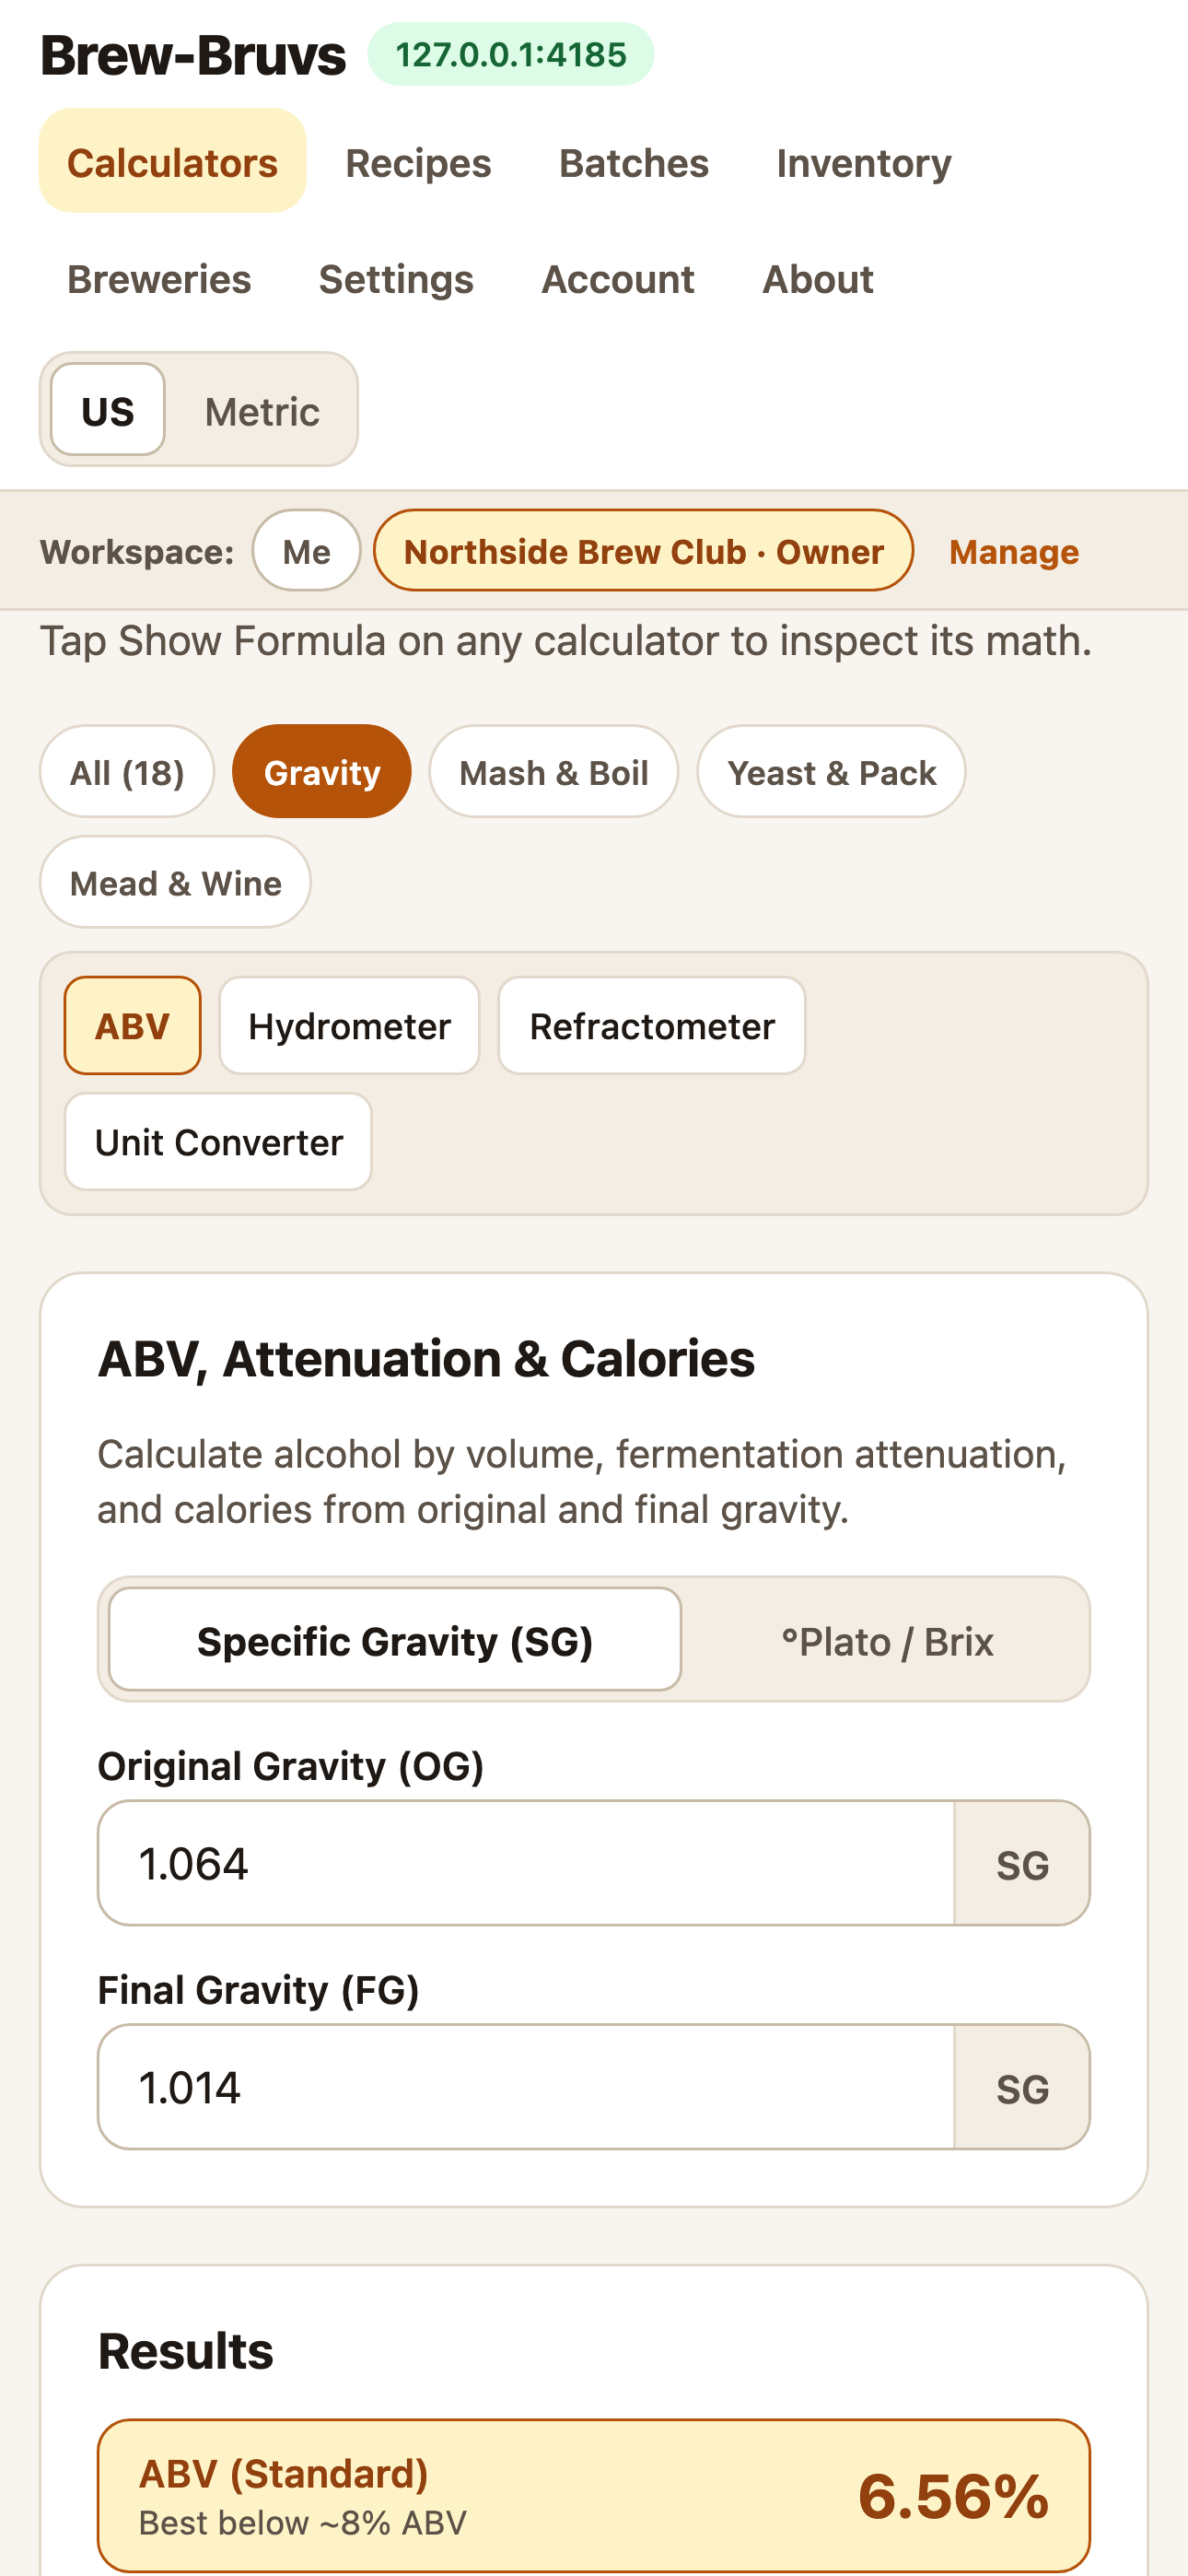 Brew-Bruvs 127.0.0.1:4185
Calculators Recipes Batches Inventory
Breweries Settings Account About
US Metric
Workspace: Me Northside Brew Club · Owner Manage
Tap Show Formula on any calculator to inspect its math.
All (18) Gravity Mash & Boil Yeast & Pack
Mead & Wine
ABV Hydrometer Refractometer
Unit Converter
ABV, Attenuation & Calories
Calculate alcohol by volume, fermentation attenuation,
and calories from original and final gravity.
Specific Gravity (SG) °Plato / Brix
Original Gravity (OG)
1.064 SG
Final Gravity (FG)
1.014 SG
Results
ABV (Standard)
Best below ~8% ABV
6.56%